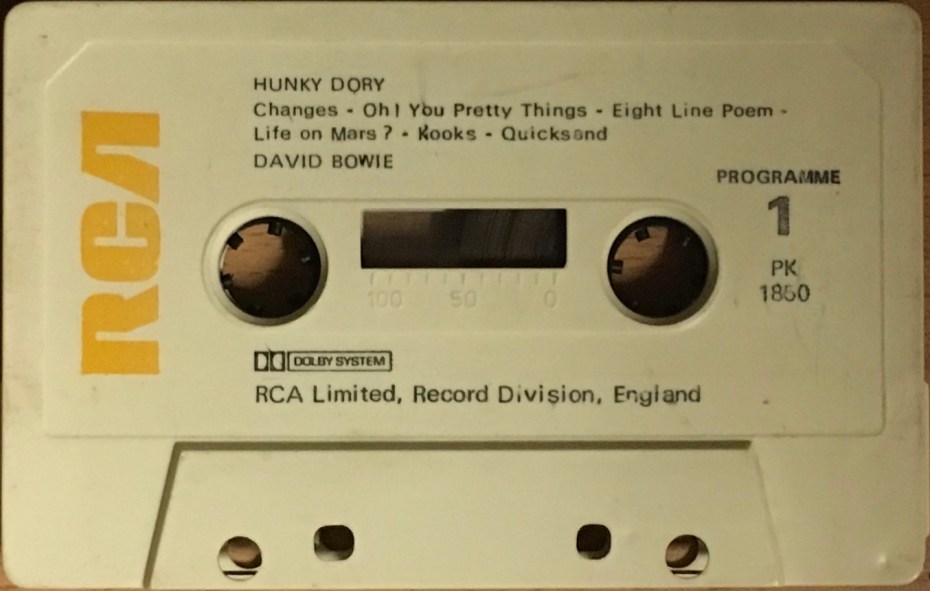 RCA
HUNKY DORY
Changes - Oh! You Pretty Things - Eight Line Poem -
Life on Mars? - Kooks - Quicksand
DAVID BOWIE
PROGRAMME
1
PK
1850
100 50 0
DOLBY SYSTEM
RCA Limited, Record Division, England